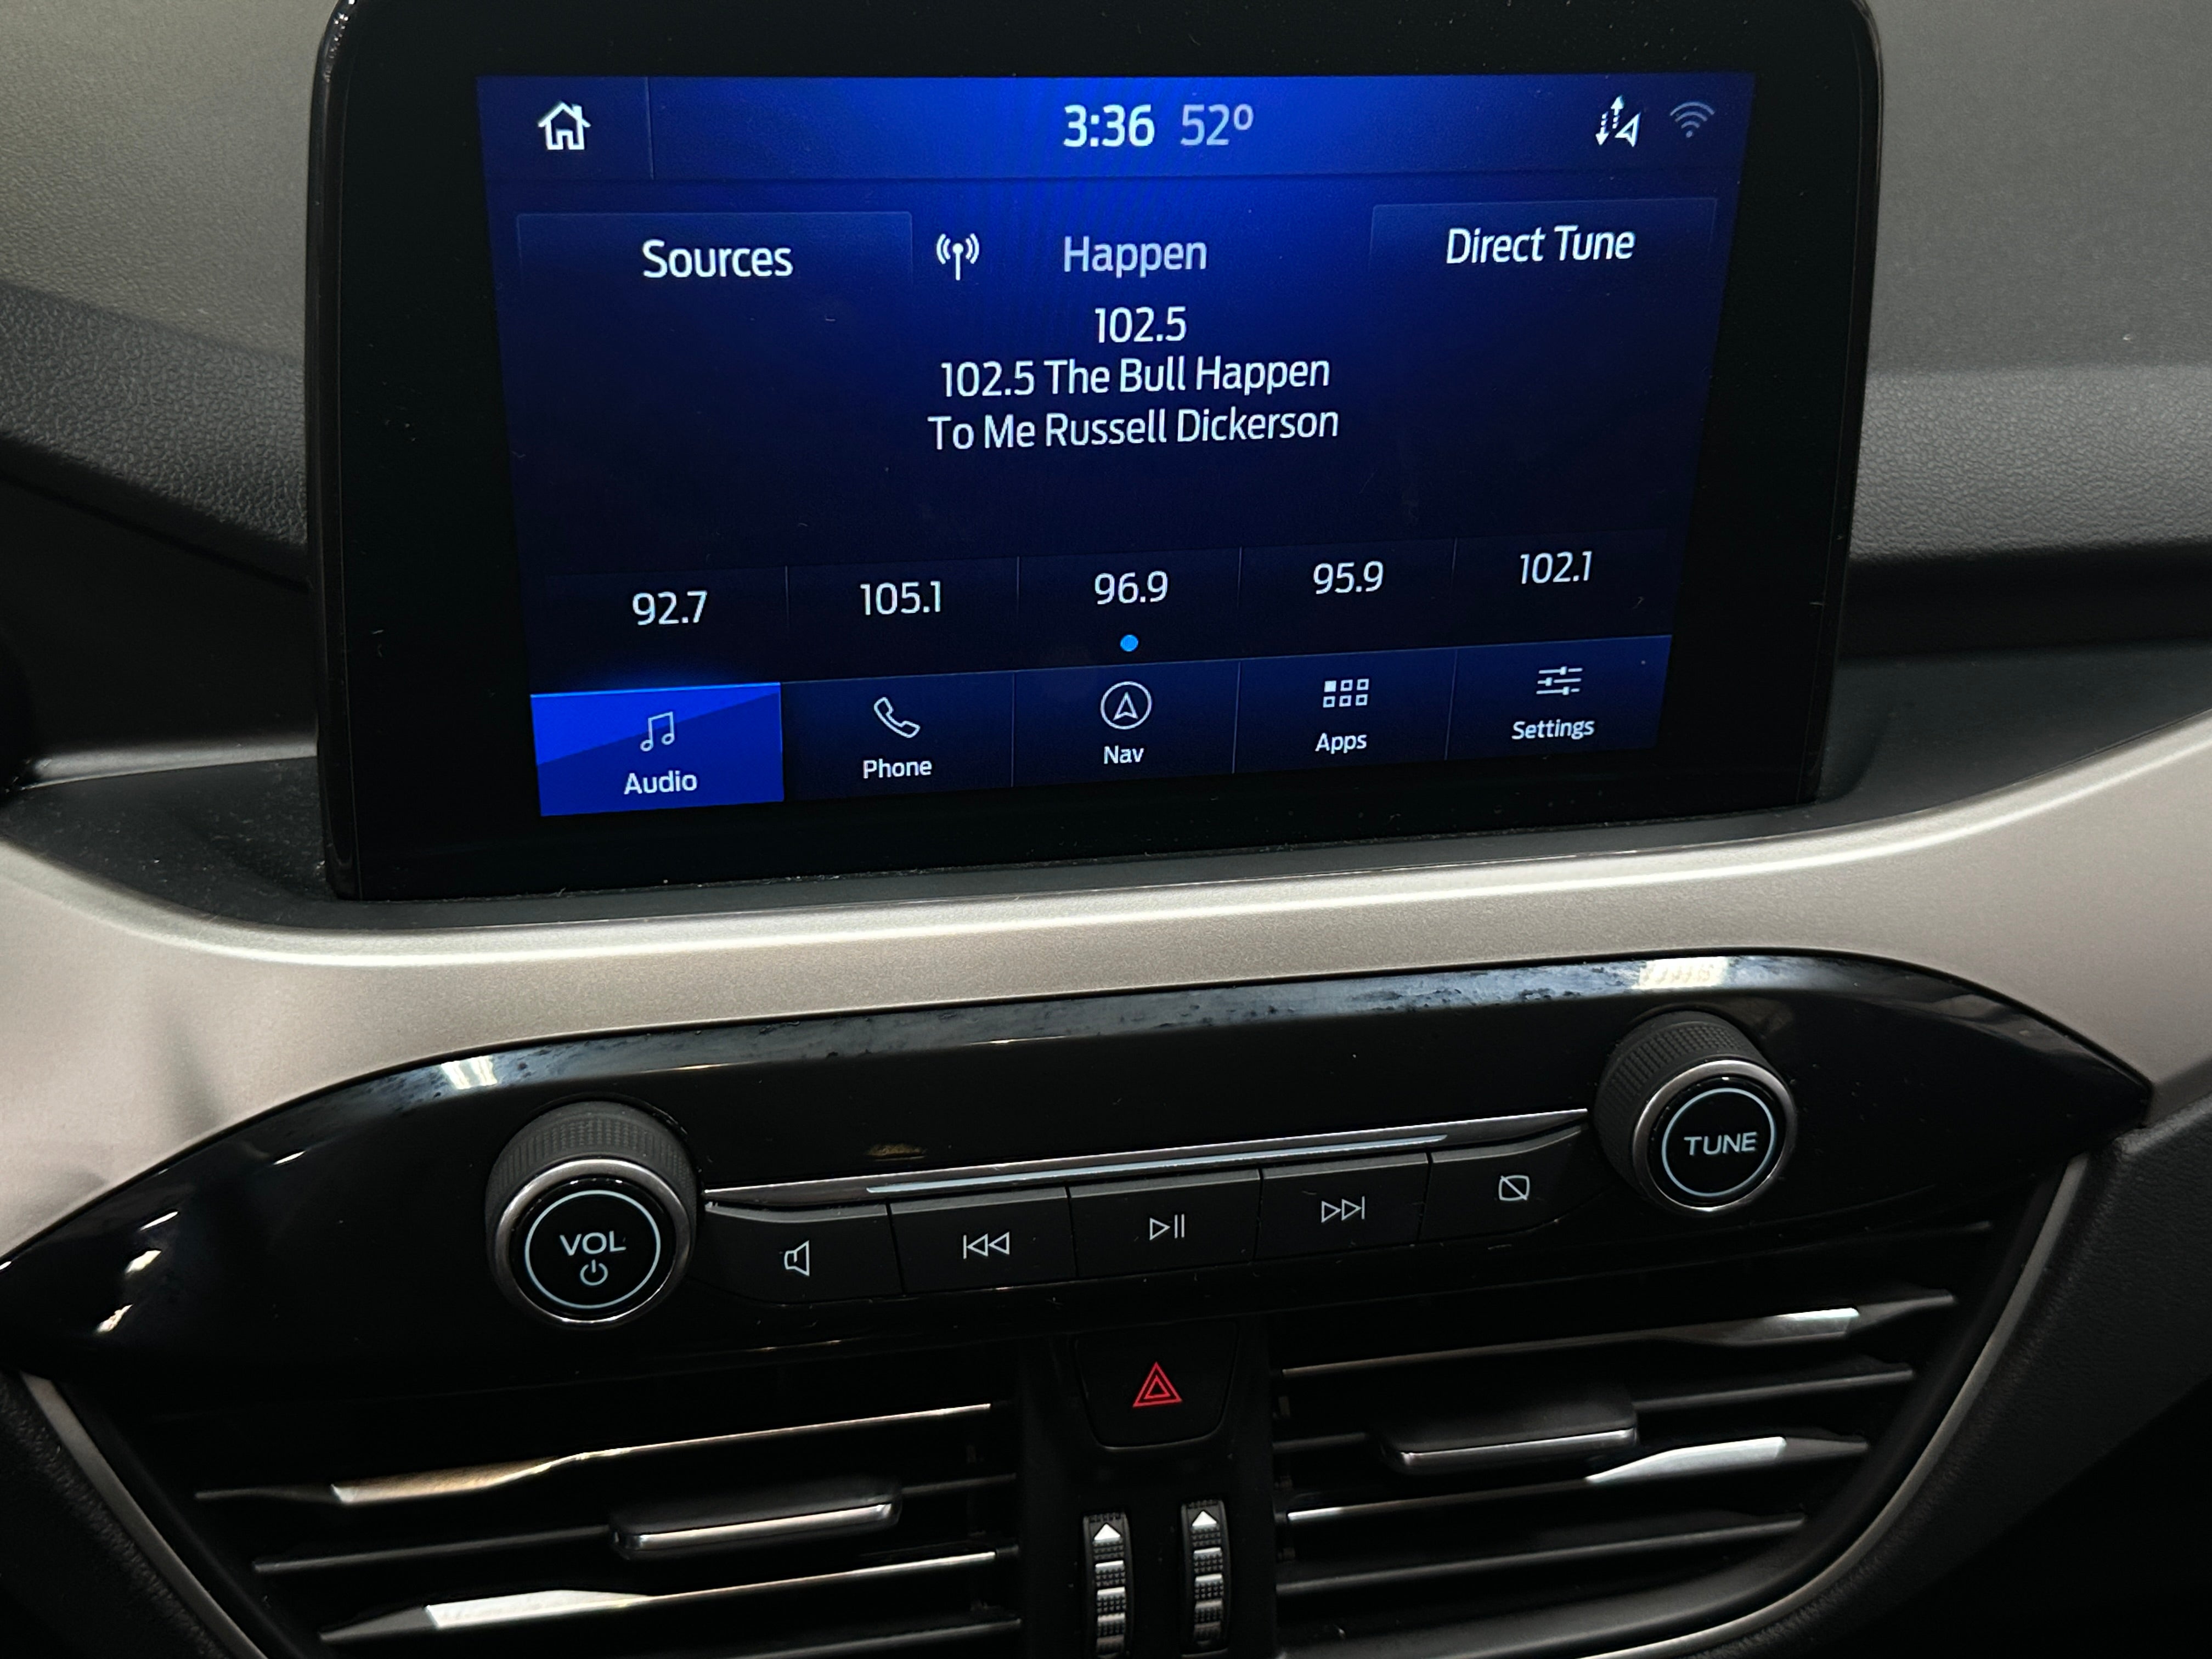 3:36 52º
Sources Happen Direct Tune
102.5
102.5 The Bull Happen
To Me Russell Dickerson
92.7 105.1 96.9 95.9 102.1
Audio Phone Nav Apps Settings
TUNE
VOL